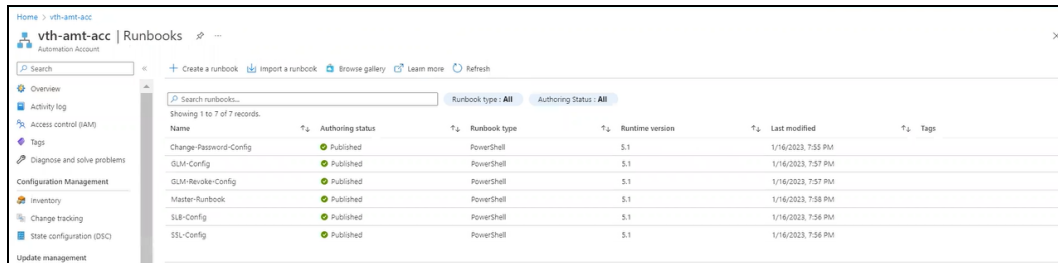 Home > vth-amt-acc
vth-amt-acc | Runbooks ...
Automation Account
Search «
Create a runbook Import a runbook Browse gallery Learn more Refresh
Overview
Activity log
Access control (IAM)
Tags
Diagnose and solve problems
Configuration Management
Inventory
Change tracking
State configuration (DSC)
Update management
Search runbooks... Runbook type : All Authoring Status : All
Showing 1 to 7 of 7 records.
Name Authoring status Runbook type Runtime version Last modified Tags
Change-Password-Config Published PowerShell 5.1 1/16/2023, 7:55 PM
GLM-Config Published PowerShell 5.1 1/16/2023, 7:57 PM
GLM-Revoke-Config Published PowerShell 5.1 1/16/2023, 7:57 PM
Master-Runbook Published PowerShell 5.1 1/16/2023, 7:58 PM
SLB-Config Published PowerShell 5.1 1/16/2023, 7:56 PM
SSL-Config Published PowerShell 5.1 1/16/2023, 7:56 PM